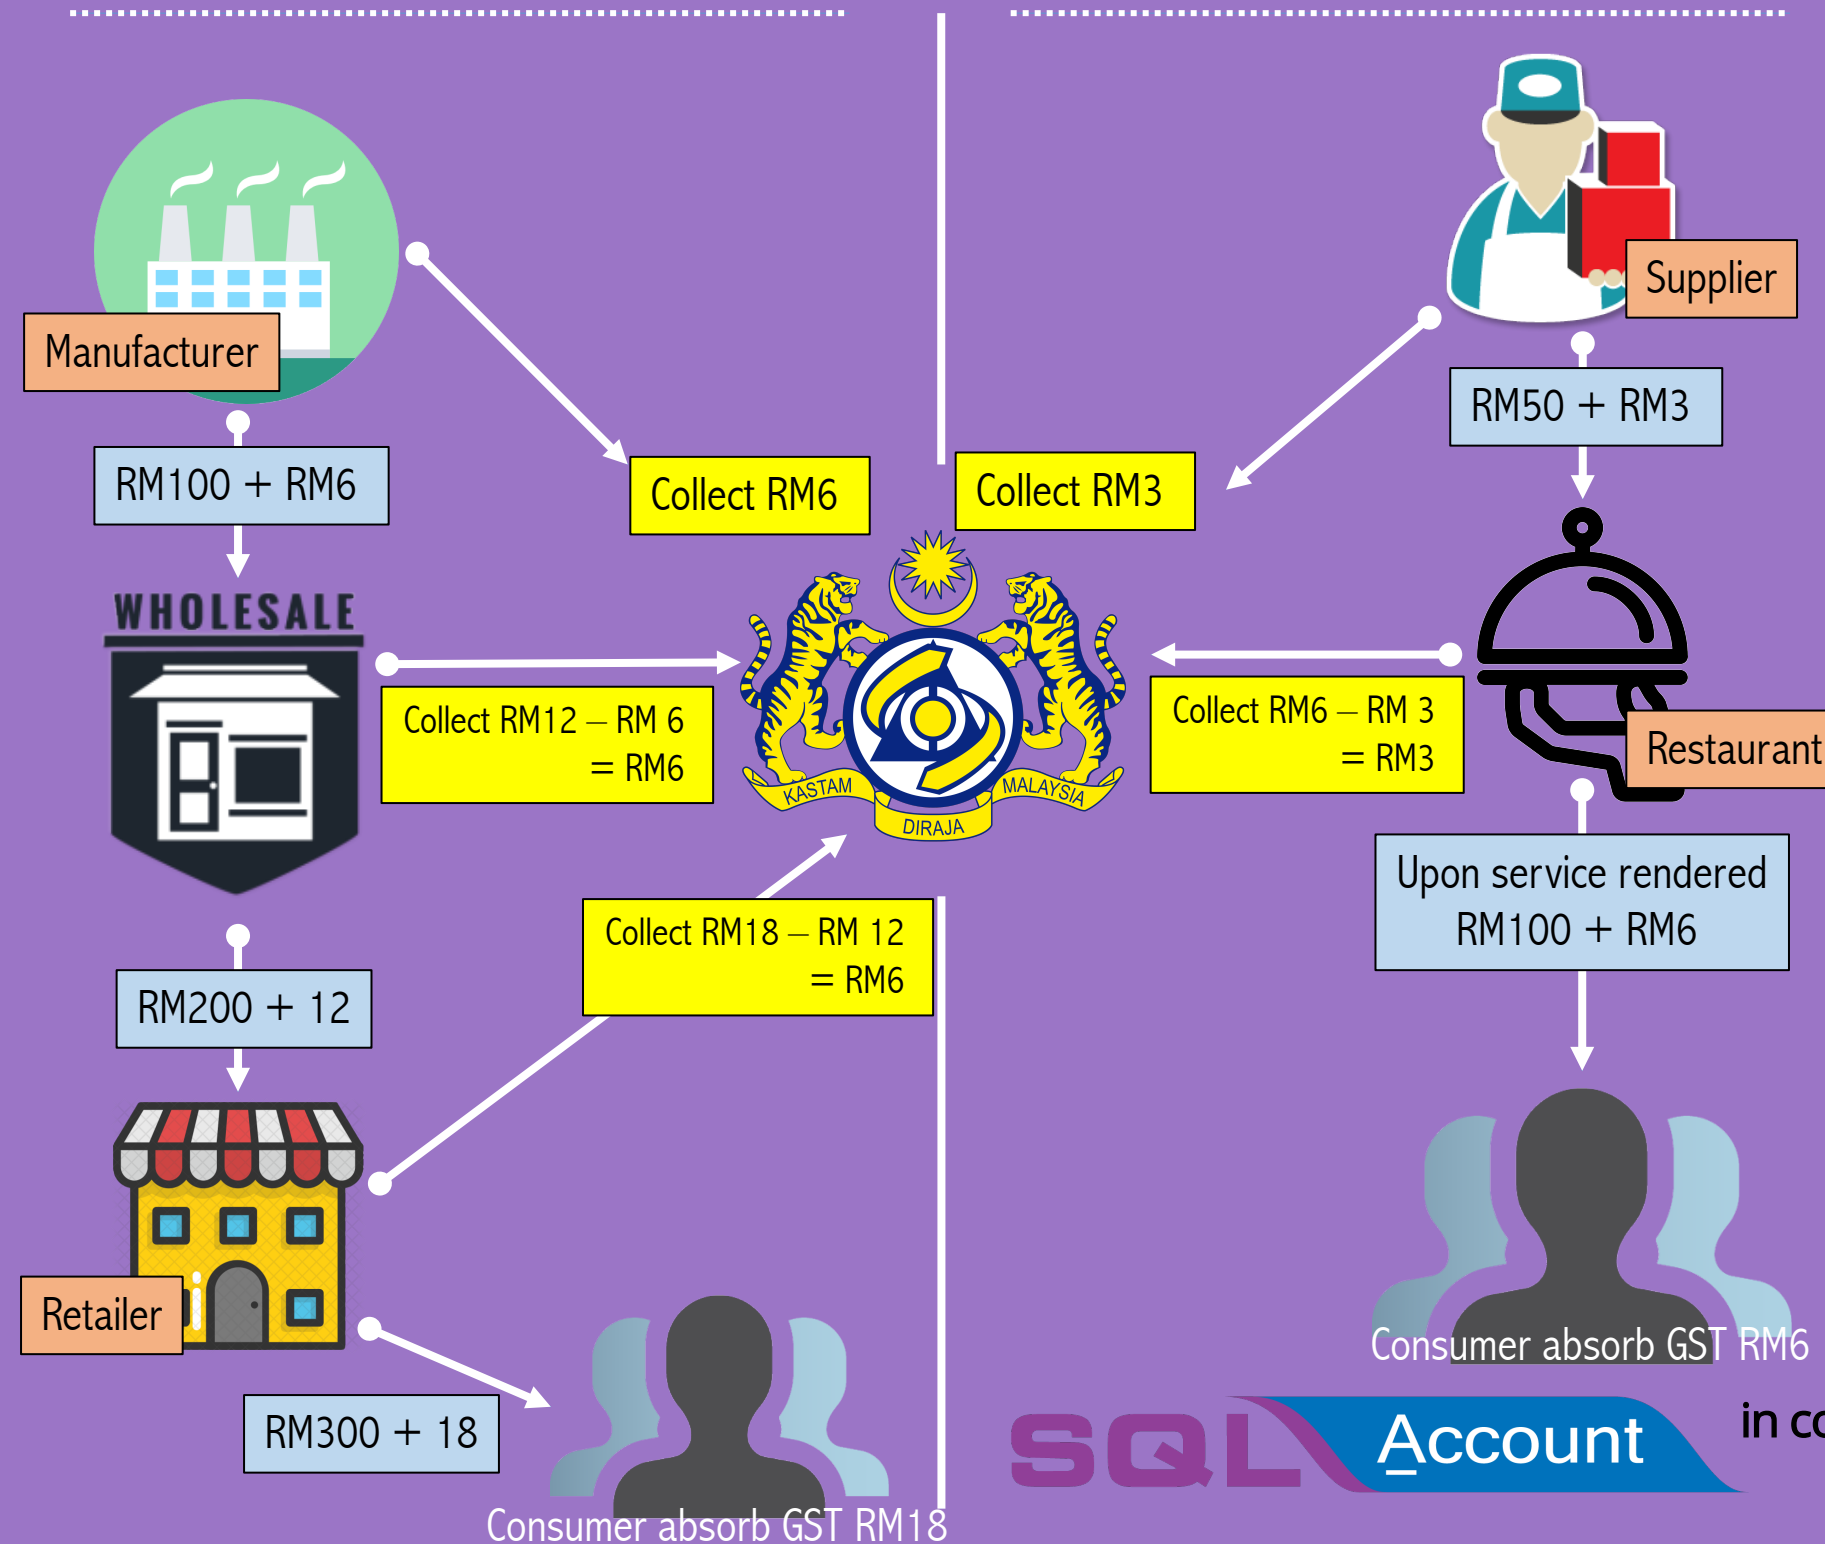 Manufacturer
RM100 + RM6
Collect RM6
WHOLESALE
Collect RM12 – RM 6
= RM6
RM200 + 12
Collect RM18 – RM 12
= RM6
Retailer
RM300 + 18
Consumer absorb GST RM18
KASTAM
DIRAJA
MALAYSIA
Supplier
RM50 + RM3
Collect RM3
Collect RM6 – RM 3
= RM3
Restaurant
Upon service rendered
RM100 + RM6
Consumer absorb GST RM6
SQL Account
in